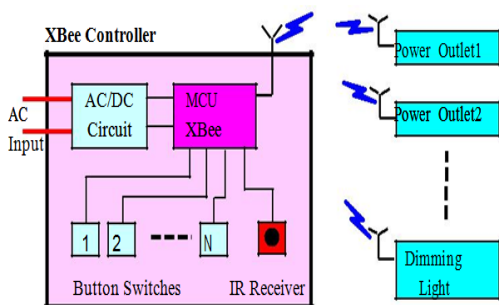 XBee Controller
AC
Input
AC/DC
Circuit
MCU
XBee
1
2
N
Button Switches
IR Receiver
Power Outlet1
Power Outlet2
Dimming
Light